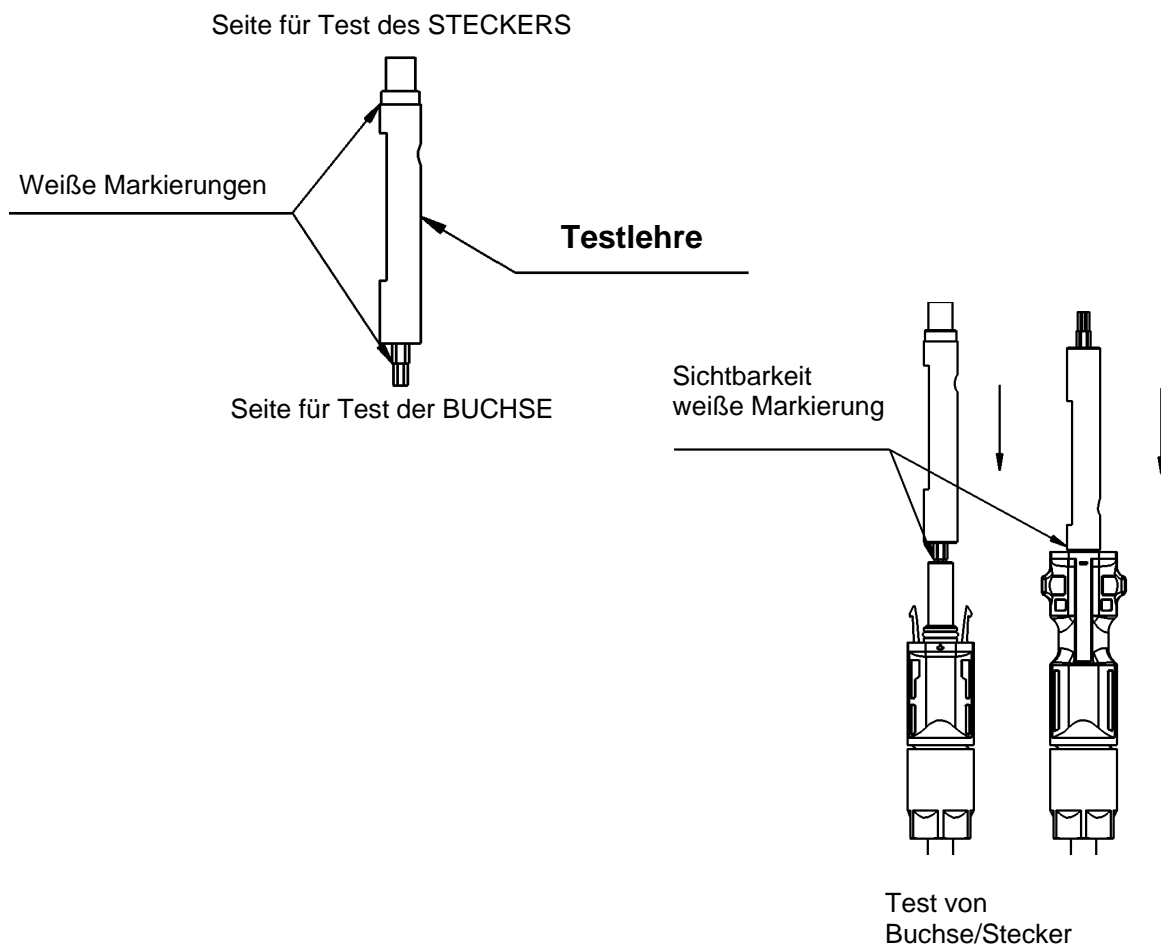 Seite für Test des STECKERS
Weiße Markierungen
Testlehre
Seite für Test der BUCHSE
Sichtbarkeit
weiße Markierung
Test von
Buchse/Stecker